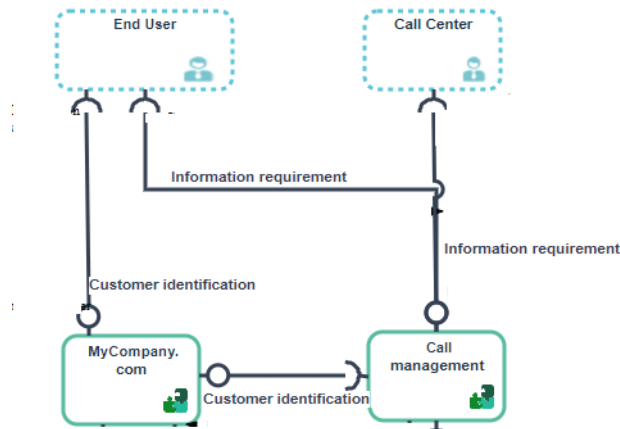 End User
Call Center
Information requirement
Information requirement
Customer identification
MyCompany.
com
Call
management
Customer identification